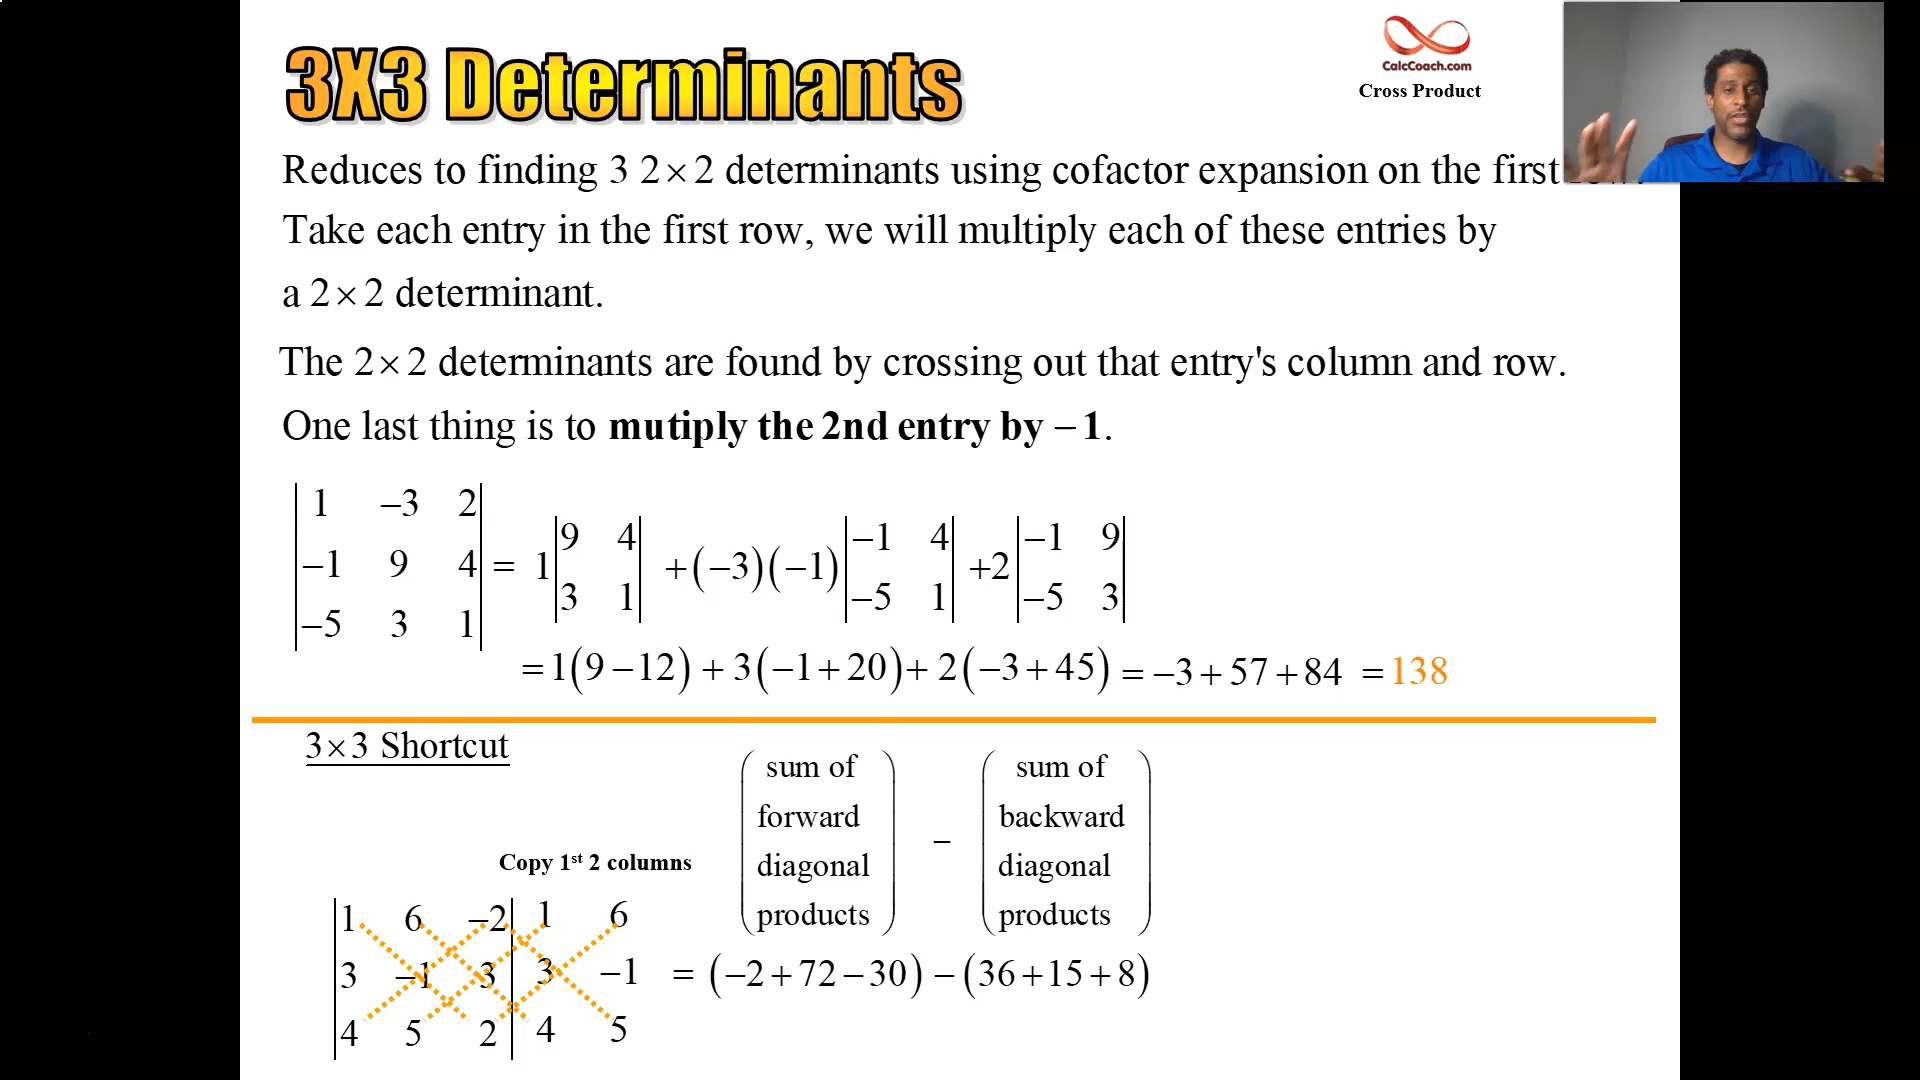 3X3 Determinants
CalcCoach.com
Cross Product
Reduces to finding 3 2×2 determinants using cofactor expansion on the first
Take each entry in the first row, we will multiply each of these entries by
a 2×2 determinant.
The 2×2 determinants are found by crossing out that entry's column and row.
One last thing is to mutiply the 2nd entry by −1.
|1 −3 2|
|−1 9 4| = 1 |9 4| +(−3)(−1) |−1 4| +2 |−1 9|
|−5 3 1| |3 1| |−5 1| |−5 3|
=1(9−12)+3(−1+20)+2(−3+45)=−3+57+84 =138
3×3 Shortcut
Copy 1st 2 columns
(sum of forward diagonal products) − (sum of backward diagonal products)
|1 6 −2| 1 6
|3 −1 3| 3 −1 = (−2+72−30)−(36+15+8)
|4 5 2| 4 5